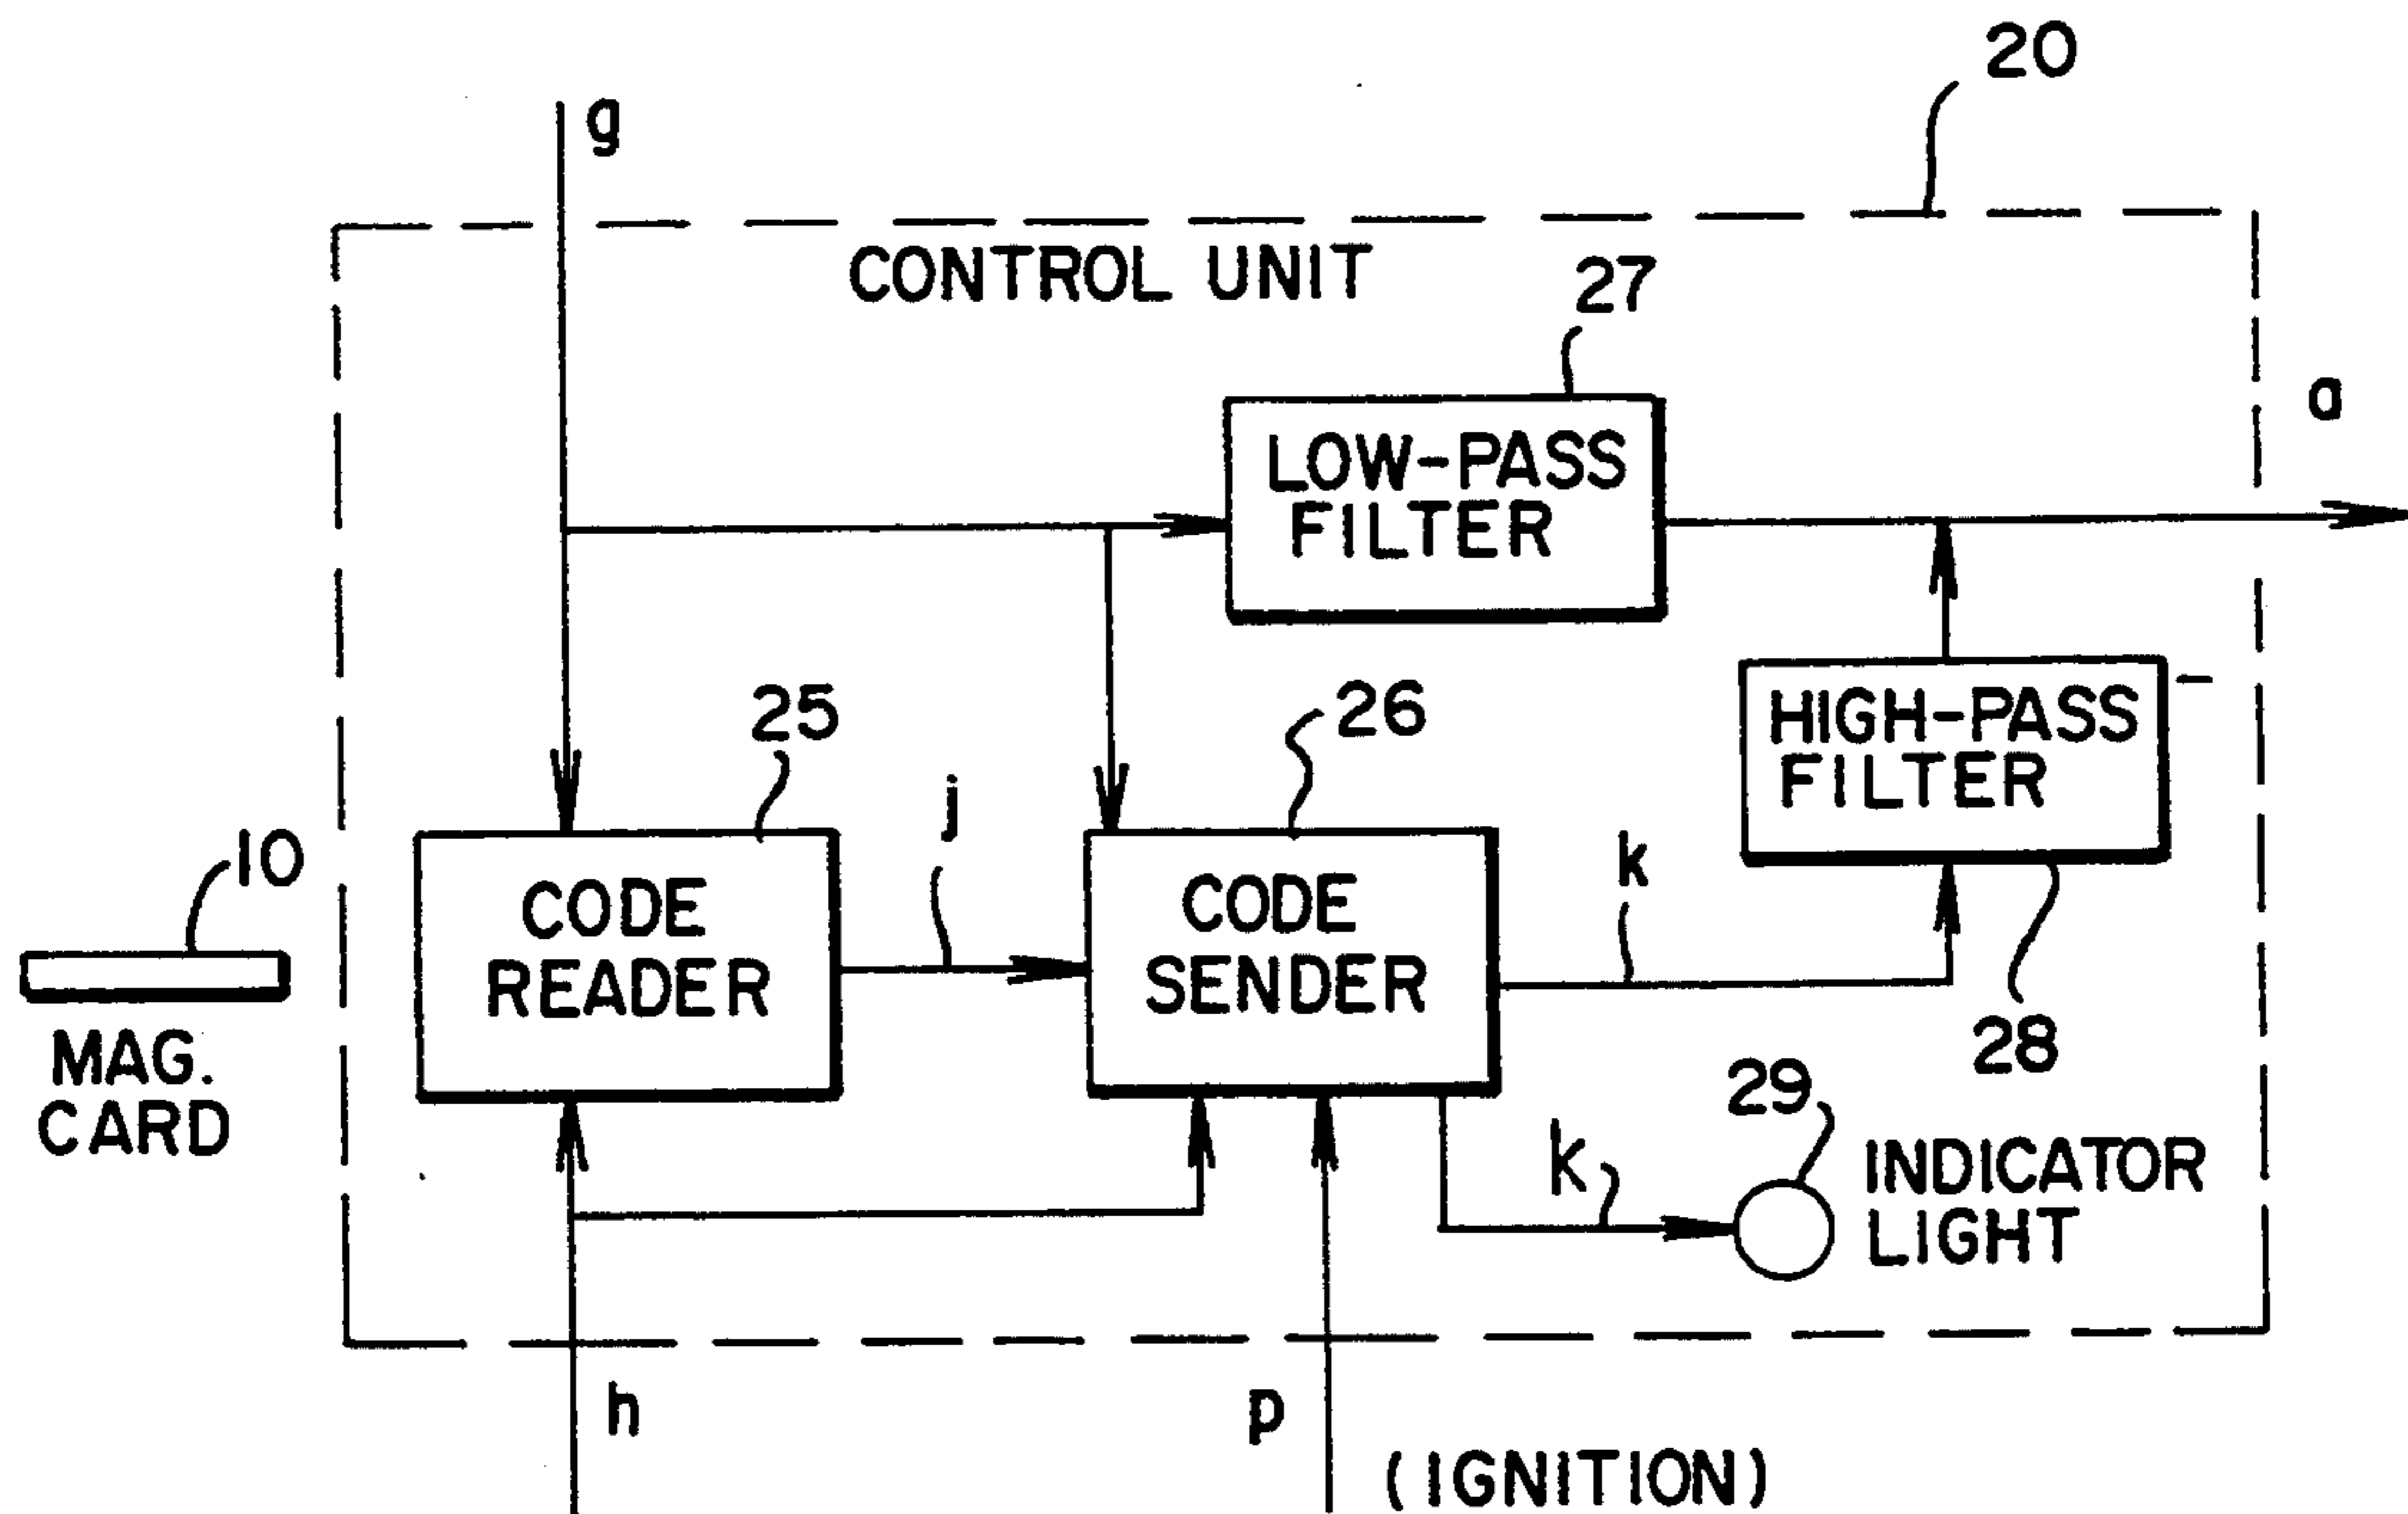 20
g
CONTROL UNIT
27
a
LOW-PASS
FILTER
25
26
HIGH-PASS
FILTER
j
k
10
CODE
READER
CODE
SENDER
MAG.
CARD
28
29
k
INDICATOR
LIGHT
h
p
(IGNITION)